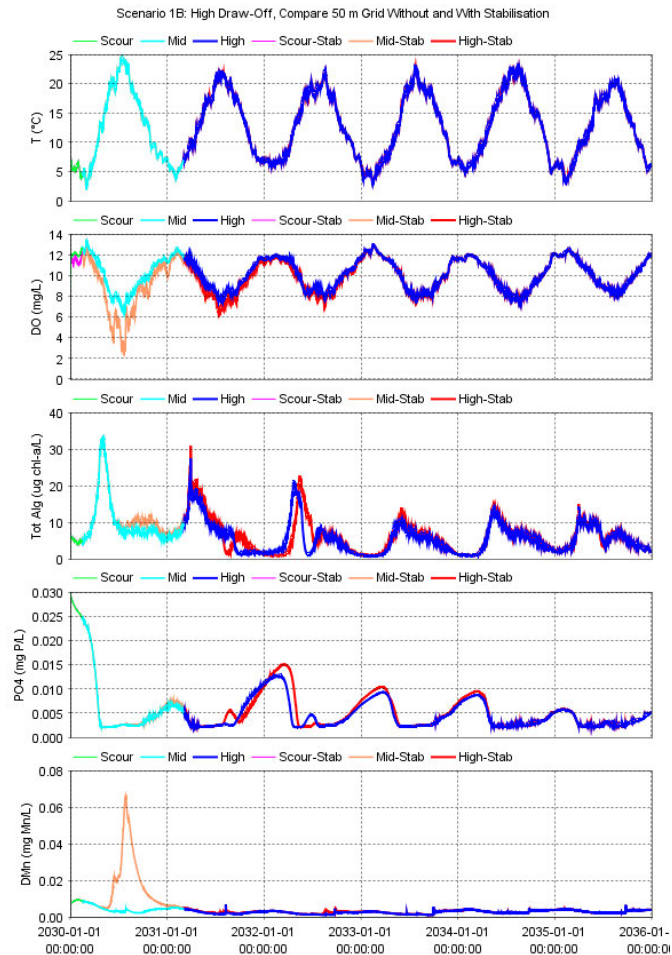 Scenario 1B: High Draw-Off, Compare 50 m Grid Without and With Stabilisation
Scour Mid High Scour-Stab Mid-Stab High-Stab
25
20
15
10
5
0
T (°C)
Scour Mid High Scour-Stab Mid-Stab High-Stab
14
12
10
8
6
4
2
0
DO (mg/L)
Scour Mid High Scour-Stab Mid-Stab High-Stab
40
30
20
10
0
Tot Alg (ug chl-a/L)
Scour Mid High Scour-Stab Mid-Stab High-Stab
0.030
0.025
0.020
0.015
0.010
0.005
0.000
PO4 (mg P/L)
Scour Mid High Scour-Stab Mid-Stab High-Stab
0.08
0.06
0.04
0.02
0.00
DMn (mg Mn/L)
2030-01-01 2031-01-01 2032-01-01 2033-01-01 2034-01-01 2035-01-01 2036-01-
00:00:00 00:00:00 00:00:00 00:00:00 00:00:00 00:00:00 00:00:00